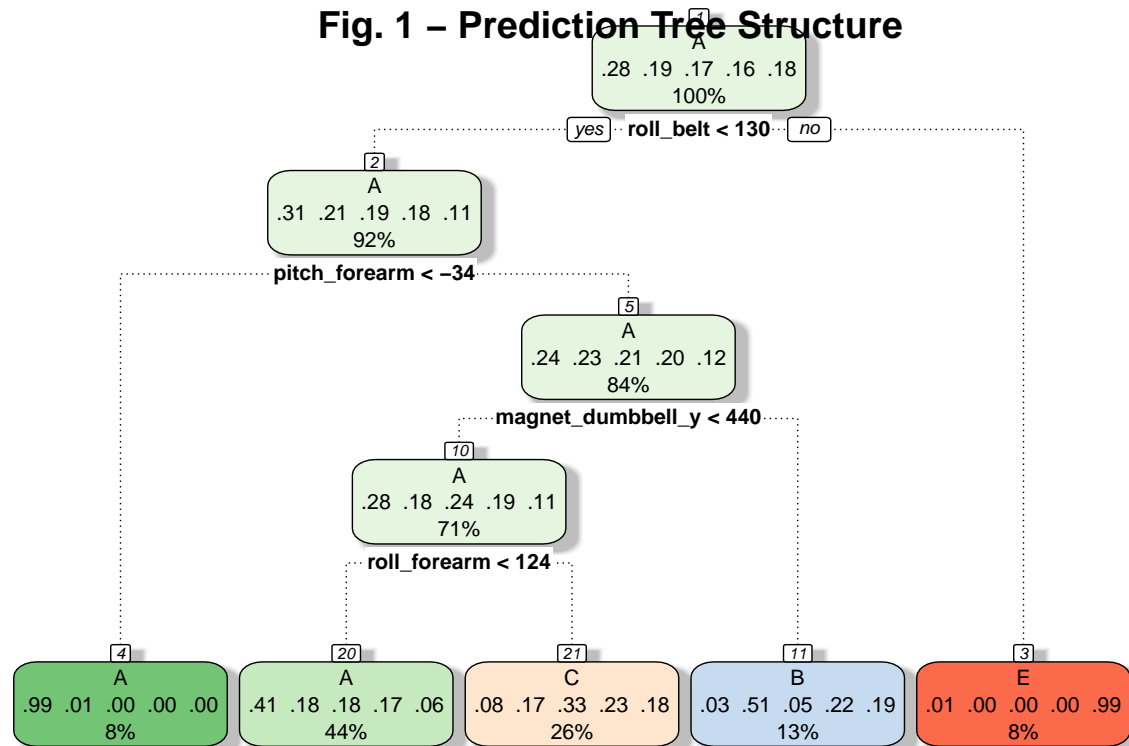 Fig. 1 – Prediction Tree Structure
1
A
.28 .19 .17 .16 .18
100%
yes roll_belt < 130 no
2
A
.31 .21 .19 .18 .11
92%
pitch_forearm < −34
5
A
.24 .23 .21 .20 .12
84%
magnet_dumbbell_y < 440
10
A
.28 .18 .24 .19 .11
71%
roll_forearm < 124
4 20 21 11 3
A A C B E
.99 .01 .00 .00 .00 .41 .18 .18 .17 .06 .08 .17 .33 .23 .18 .03 .51 .05 .22 .19 .01 .00 .00 .00 .99
8% 44% 26% 13% 8%